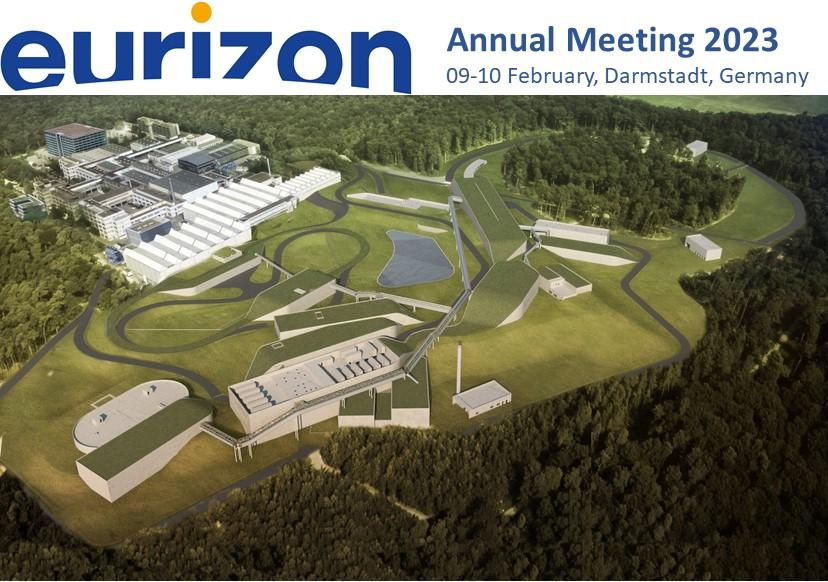 eurizon
Annual Meeting 2023
09-10 February, Darmstadt, Germany